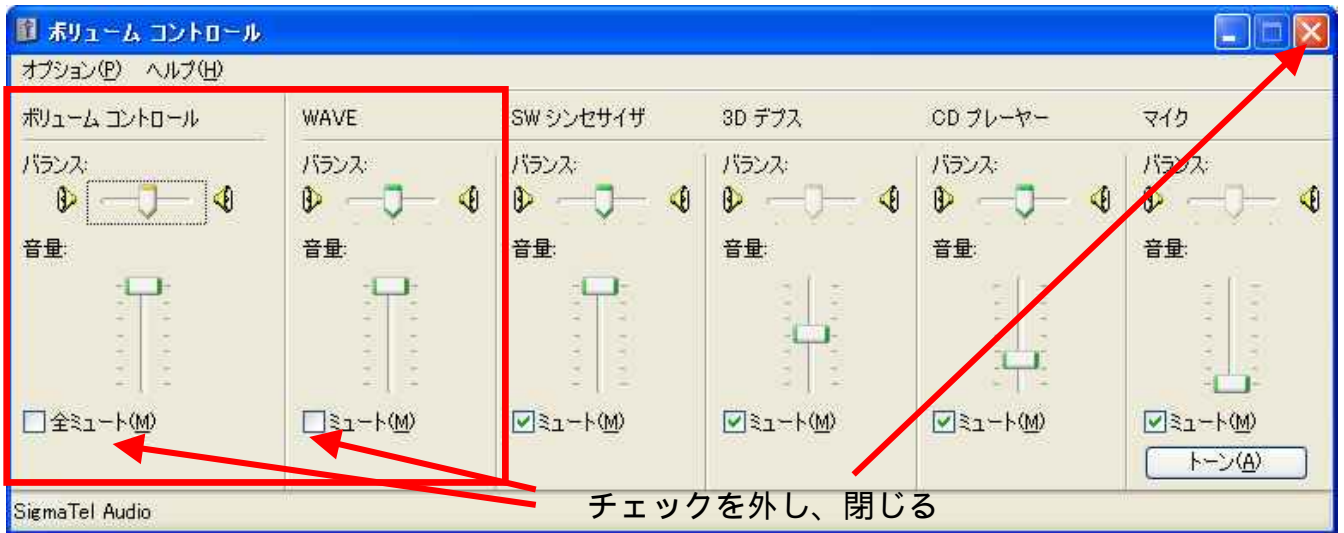 ボリューム コントロール
オプション(P) ヘルプ(H)
ボリューム コントロール
バランス:
音量:
全ミュート(M)
WAVE
バランス:
音量:
ミュート(M)
SW シンセサイザ
バランス:
音量:
ミュート(M)
3D デプス
バランス:
音量:
ミュート(M)
CD プレーヤー
バランス:
音量:
ミュート(M)
マイク
バランス:
音量:
ミュート(M)
トーン(A)
チェックを外し、閉じる
SigmaTel Audio